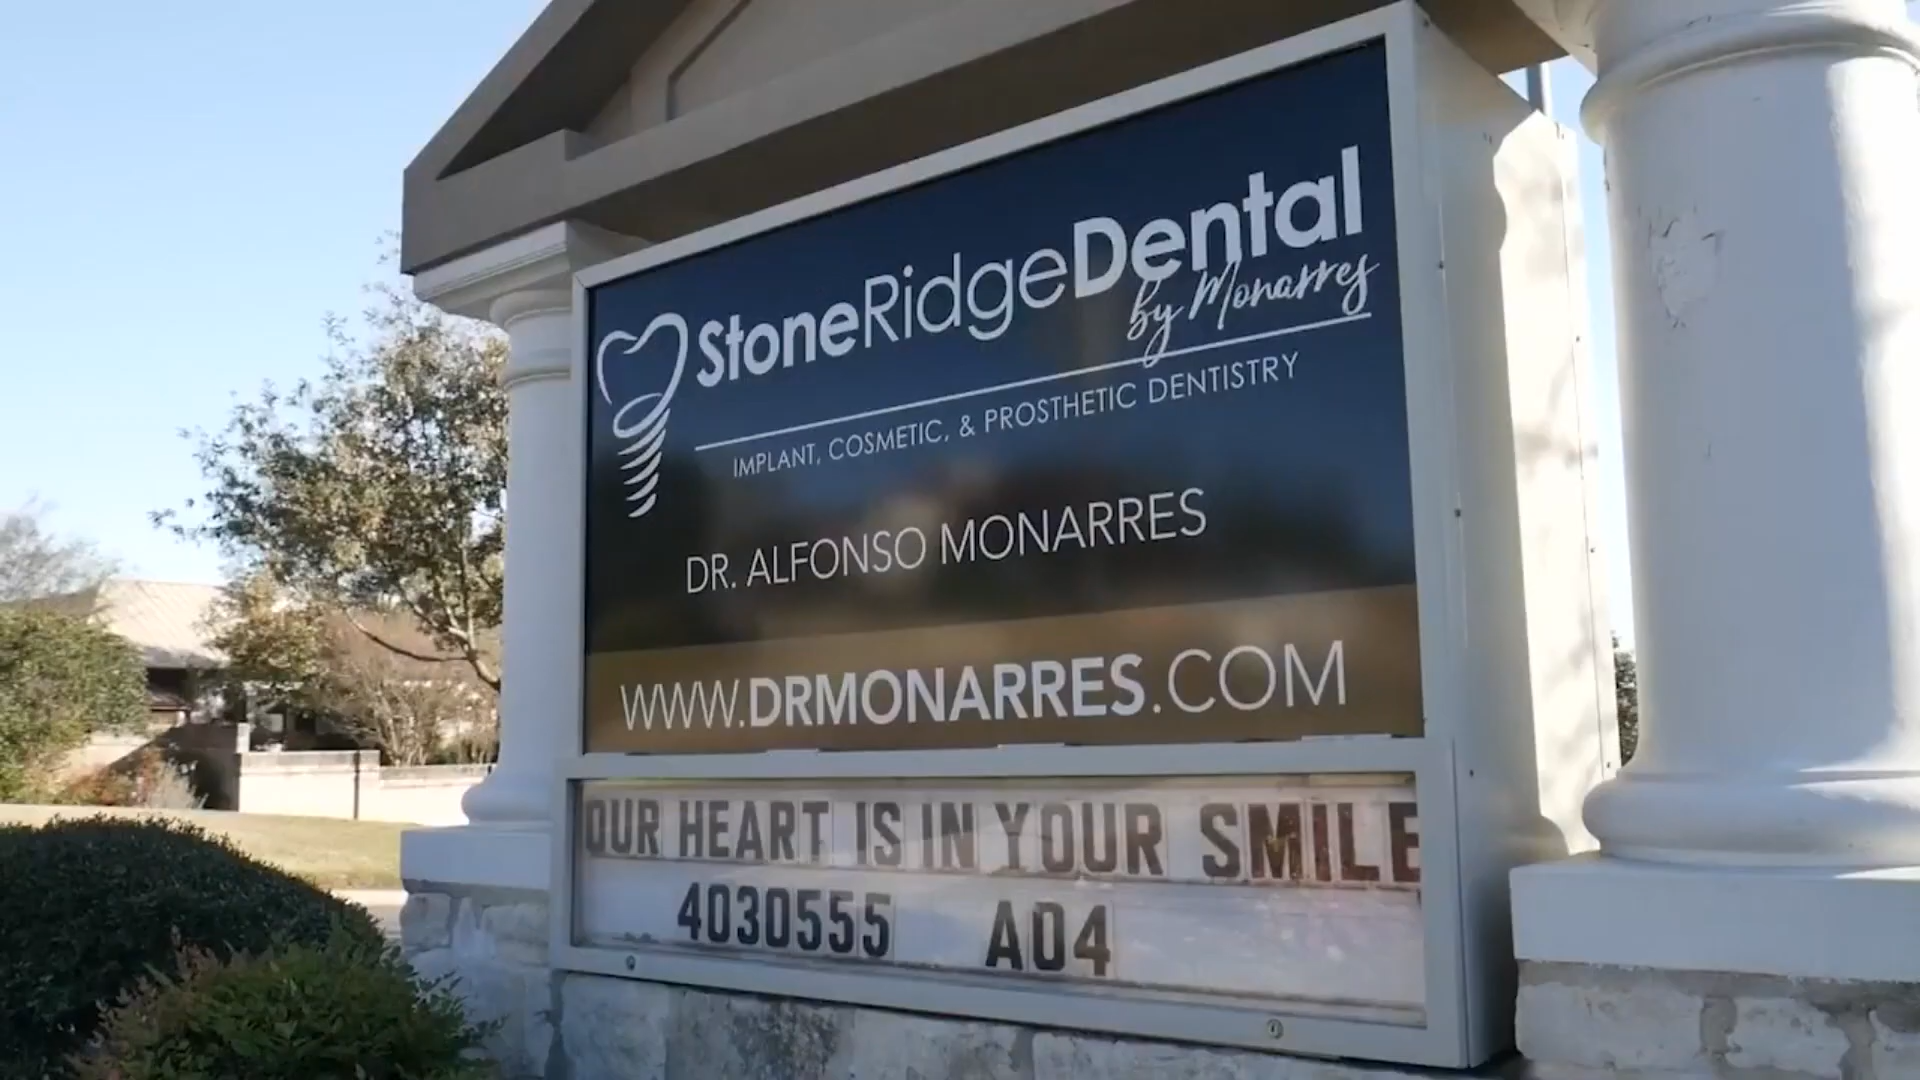 StoneRidgeDental
by Monarres
IMPLANT, COSMETIC, & PROSTHETIC DENTISTRY
DR. ALFONSO MONARRES
WWW.DRMONARRES.COM
OUR HEART IS IN YOUR SMILE
4030555 A04